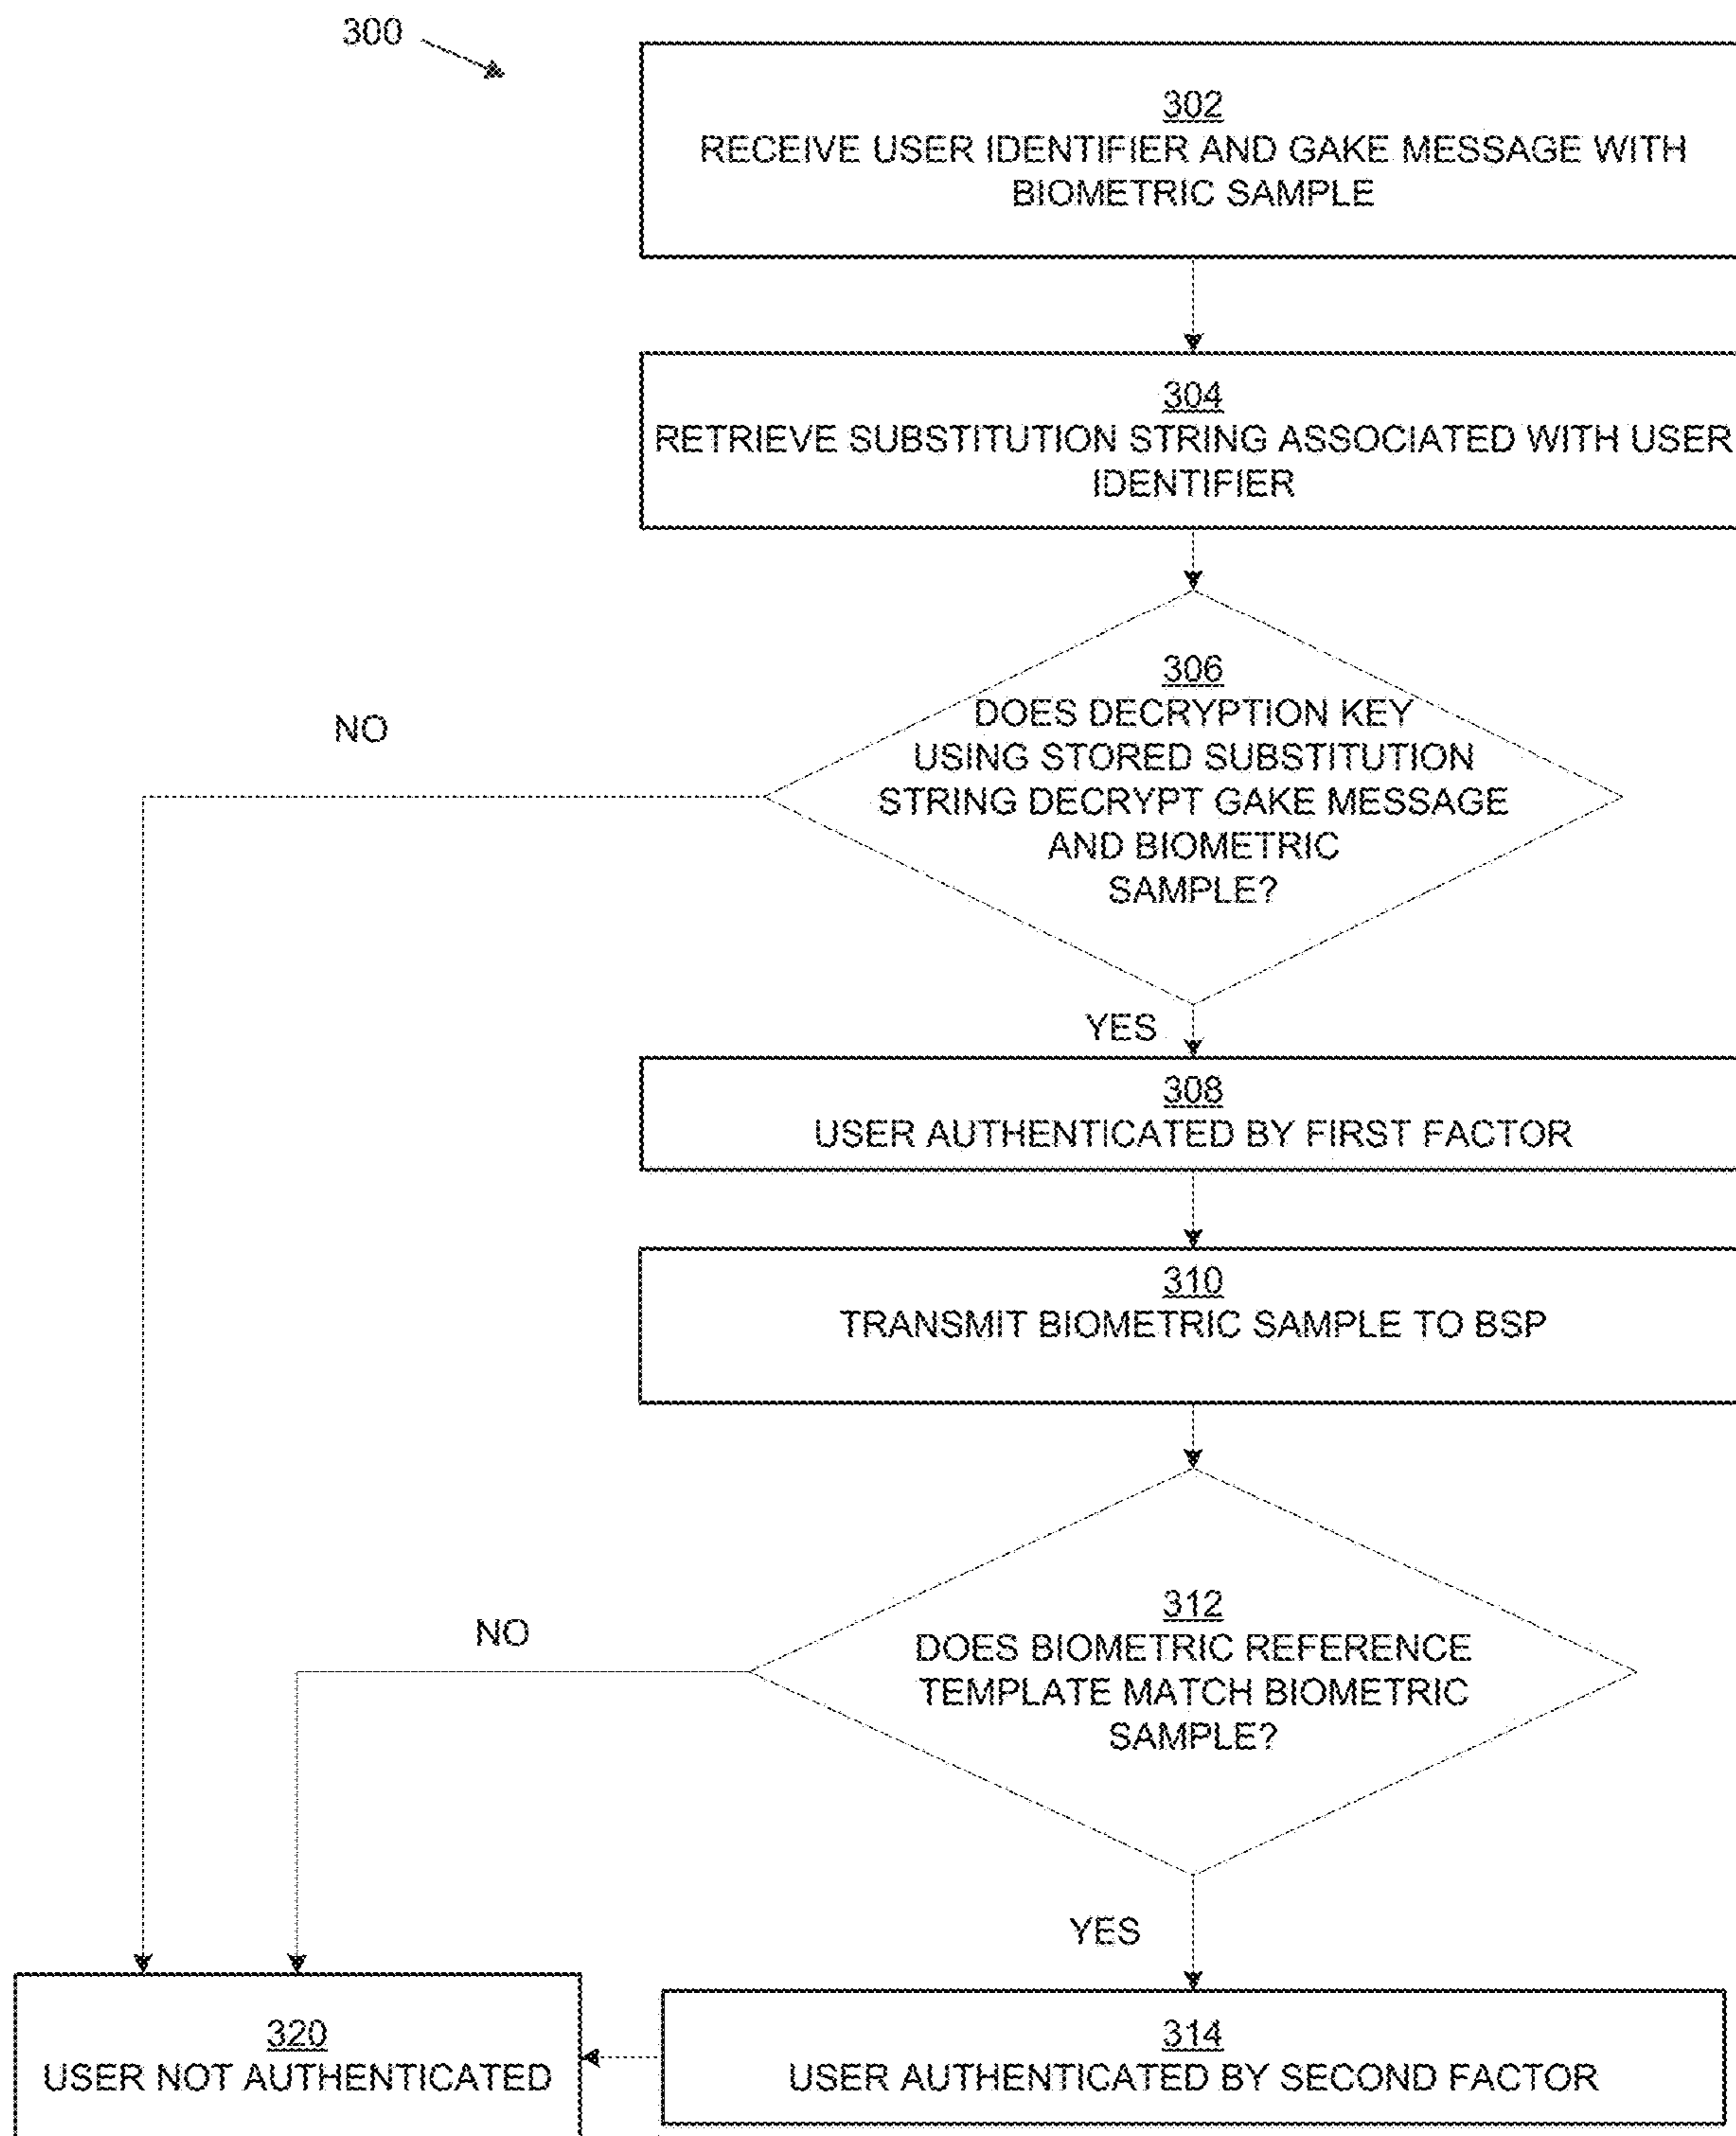 300
302
RECEIVE USER IDENTIFIER AND GAKE MESSAGE WITH
BIOMETRIC SAMPLE
304
RETRIEVE SUBSTITUTION STRING ASSOCIATED WITH USER
IDENTIFIER
306
DOES DECRYPTION KEY
USING STORED SUBSTITUTION
STRING DECRYPT GAKE MESSAGE
AND BIOMETRIC
SAMPLE?
NO
YES
308
USER AUTHENTICATED BY FIRST FACTOR
310
TRANSMIT BIOMETRIC SAMPLE TO BSP
312
DOES BIOMETRIC REFERENCE
TEMPLATE MATCH BIOMETRIC
SAMPLE?
NO
YES
320
USER NOT AUTHENTICATED
314
USER AUTHENTICATED BY SECOND FACTOR